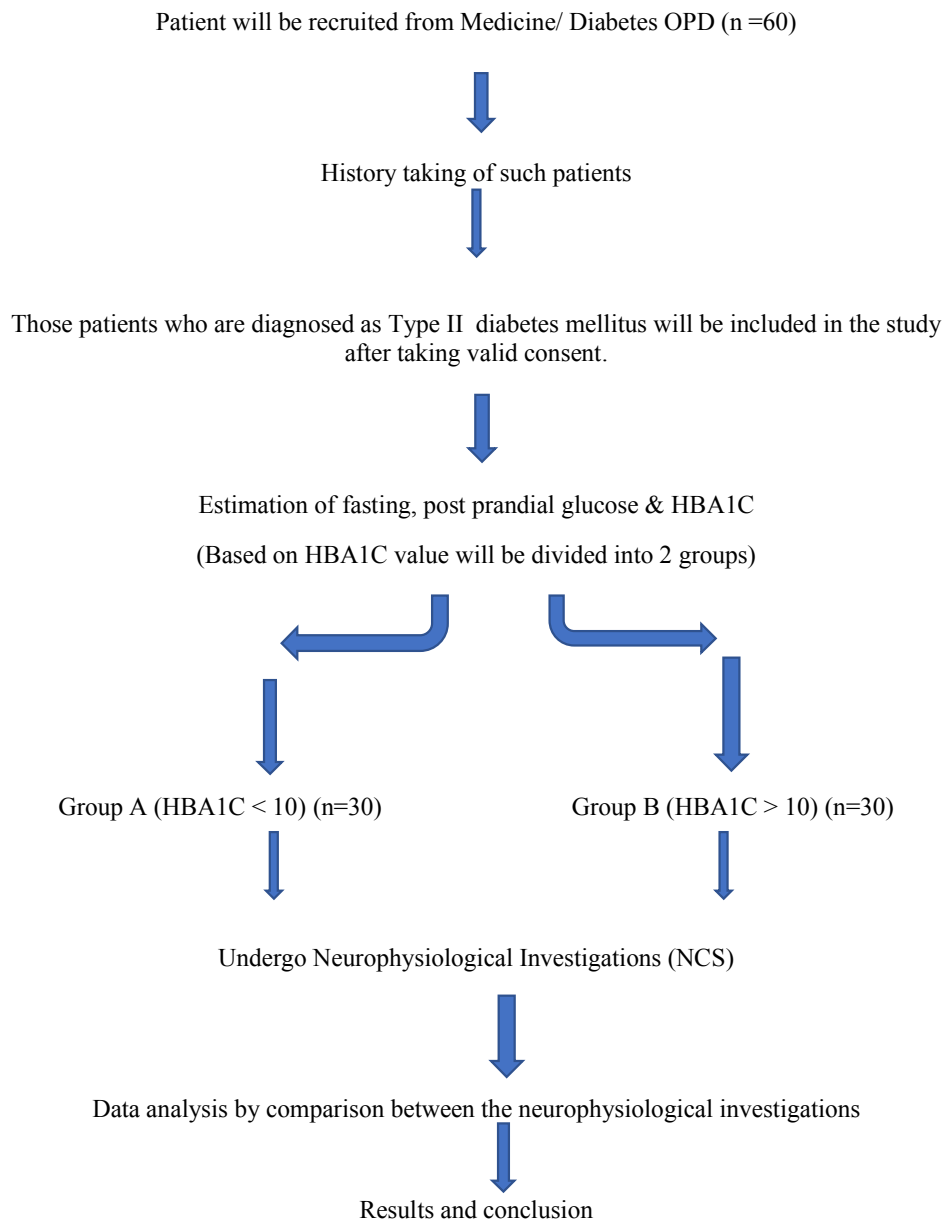 Patient will be recruited from Medicine/ Diabetes OPD (n =60)
History taking of such patients
Those patients who are diagnosed as Type II  diabetes mellitus will be included in the study
after taking valid consent.
Estimation of fasting, post prandial glucose & HBA1C
(Based on HBA1C value will be divided into 2 groups)
Group A (HBA1C < 10) (n=30)
Group B (HBA1C > 10) (n=30)
Undergo Neurophysiological Investigations (NCS)
Data analysis by comparison between the neurophysiological investigations
Results and conclusion